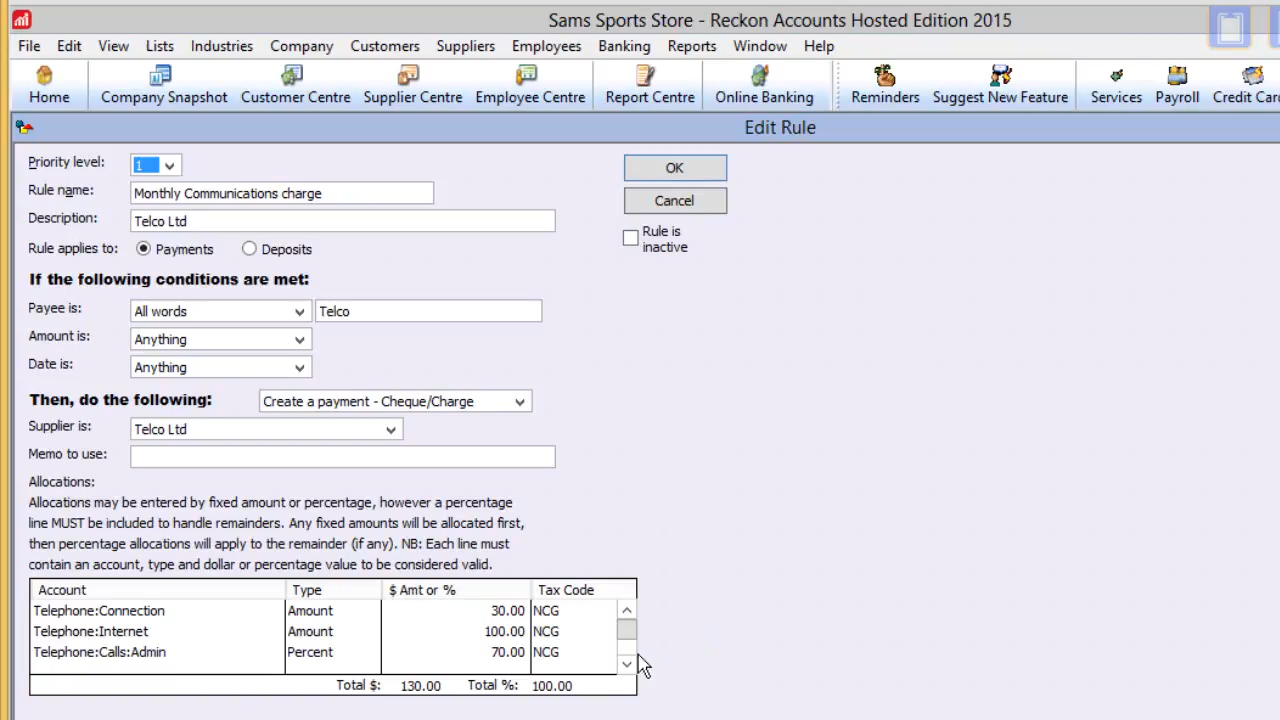 Sams Sports Store - Reckon Accounts Hosted Edition 2015
File Edit View Lists Industries Company Customers Suppliers Employees Banking Reports Window Help
Home Company Snapshot Customer Centre Supplier Centre Employee Centre Report Centre Online Banking Reminders Suggest New Feature Services Payroll Credit Car
Edit Rule
Priority level: 1 OK
Rule name: Monthly Communications charge Cancel
Description: Telco Ltd
Rule is
inactive
Rule applies to: Payments Deposits
If the following conditions are met:
Payee is: All words Telco
Amount is: Anything
Date is: Anything
Then, do the following: Create a payment - Cheque/Charge
Supplier is: Telco Ltd
Memo to use:
Allocations:
Allocations may be entered by fixed amount or percentage, however a percentage
line MUST be included to handle remainders. Any fixed amounts will be allocated first,
then percentage allocations will apply to the remainder (if any). NB: Each line must
contain an account, type and dollar or percentage value to be considered valid.
Account Type $ Amt or % Tax Code
Telephone:Connection Amount 30.00 NCG
Telephone:Internet Amount 100.00 NCG
Telephone:Calls:Admin Percent 70.00 NCG
Total $: 130.00 Total %: 100.00